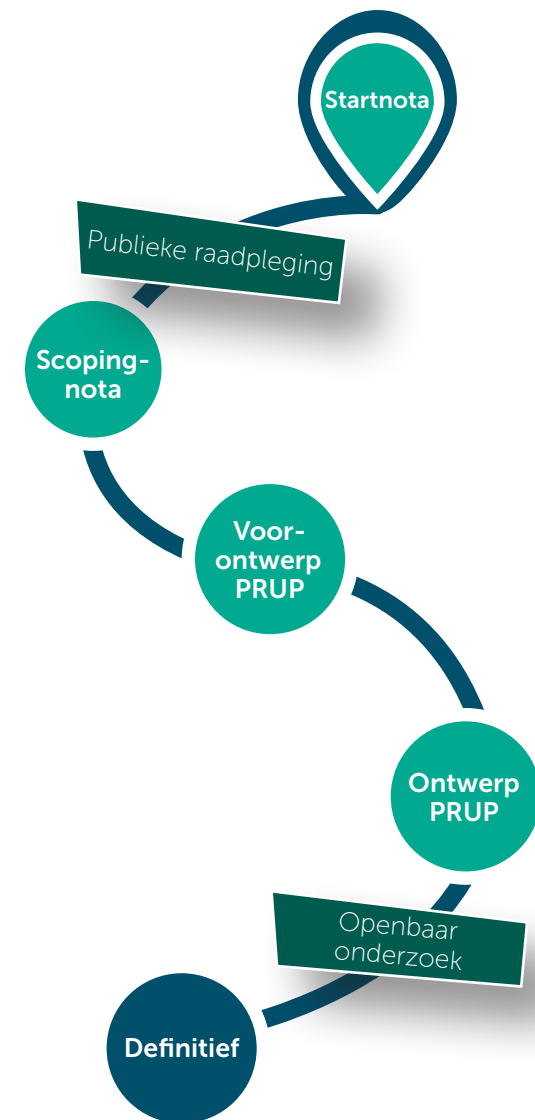 Startnota
Publieke raadpleging
Scoping-
nota
Voor-
ontwerp
PRUP
Ontwerp
PRUP
Openbaar
onderzoek
Definitief